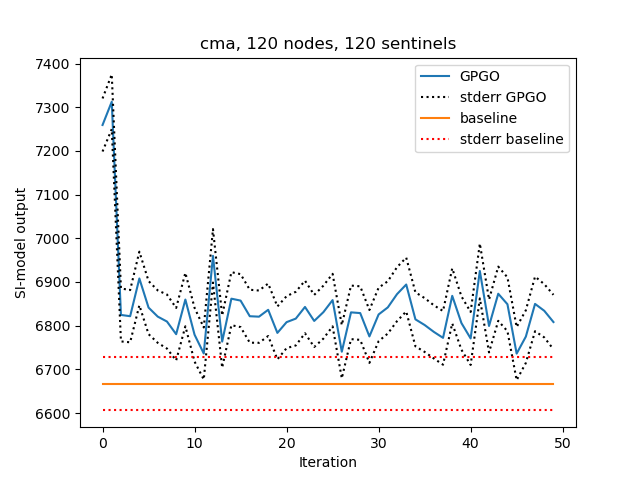 cma, 120 nodes, 120 sentinels
7400
7300
7200
7100
7000
6900
6800
6700
6600
SI-model output
GPGO
stderr GPGO
baseline
stderr baseline
0 10 20 30 40 50
Iteration